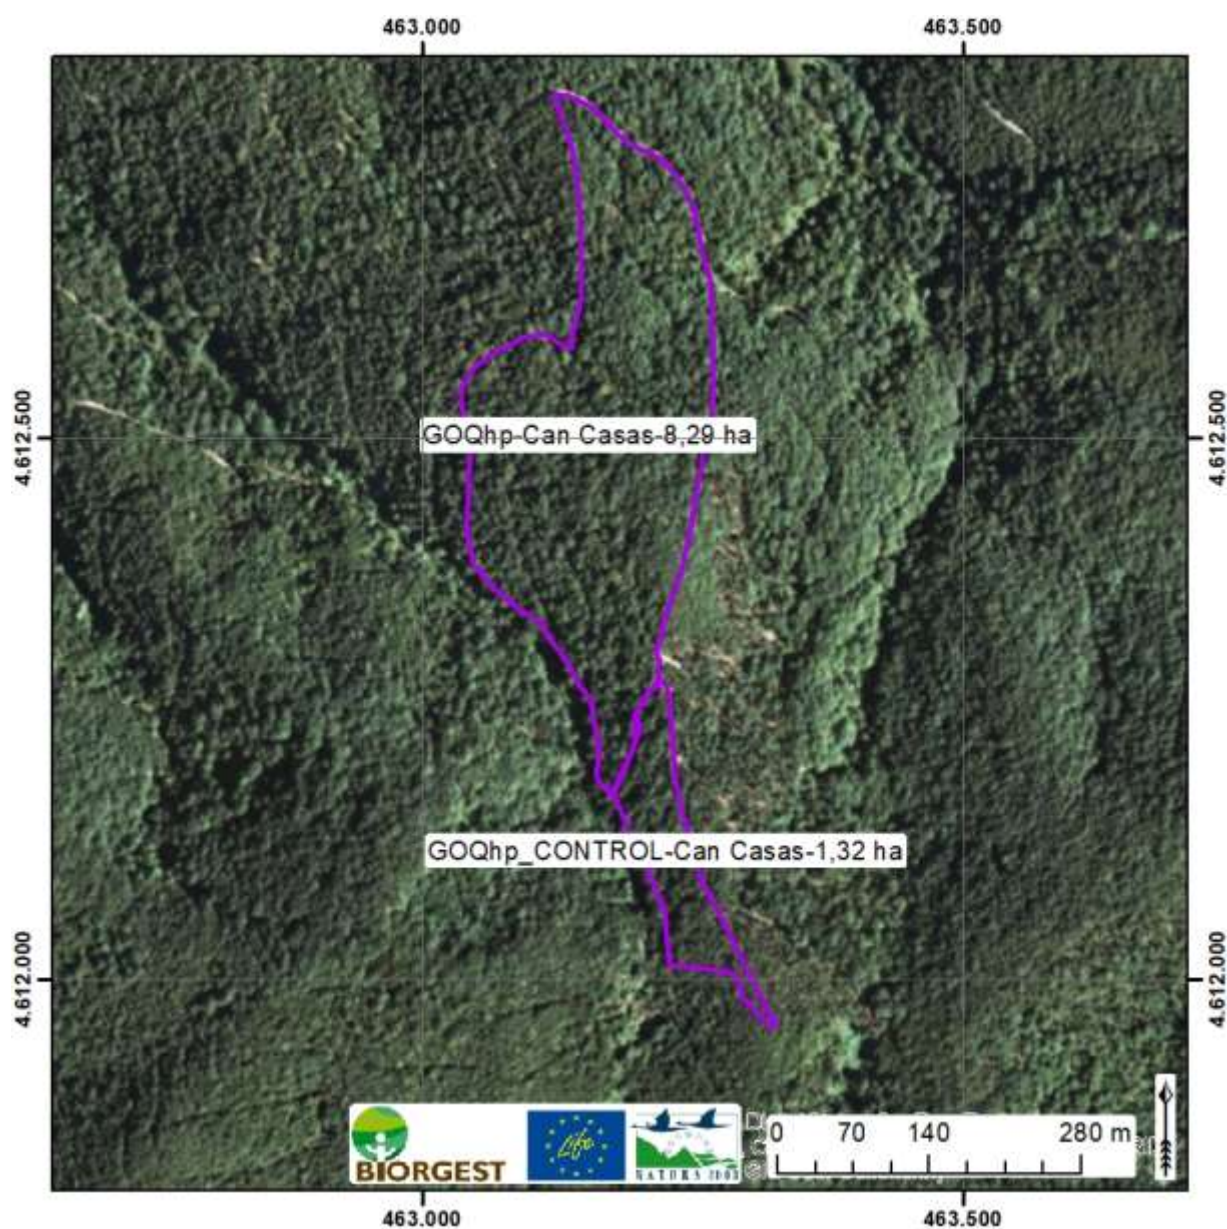 463.000 463.500
4.612.500 4.612.500
GOQhp-Can Casas-8,29 ha
GOQhp_CONTROL-Can Casas-1,32 ha
4.612.000 4.612.000
BIORGEST
Life
NATURA 2000
0 70 140 280 m
463.000 463.500